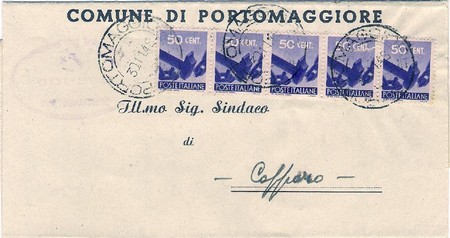 COMUNE DI PORTOMAGGIORE
50 CENT. 50 CENT. 50 CENT. 50 CENT. 50 CENT.
POSTE ITALIANE POSTE ITALIANE POSTE ITALIANE POSTE ITALIANE POSTE ITALIANE
PORTOMAGGIORE
Ill.mo Sig. Sindaco
di
- Copparo -